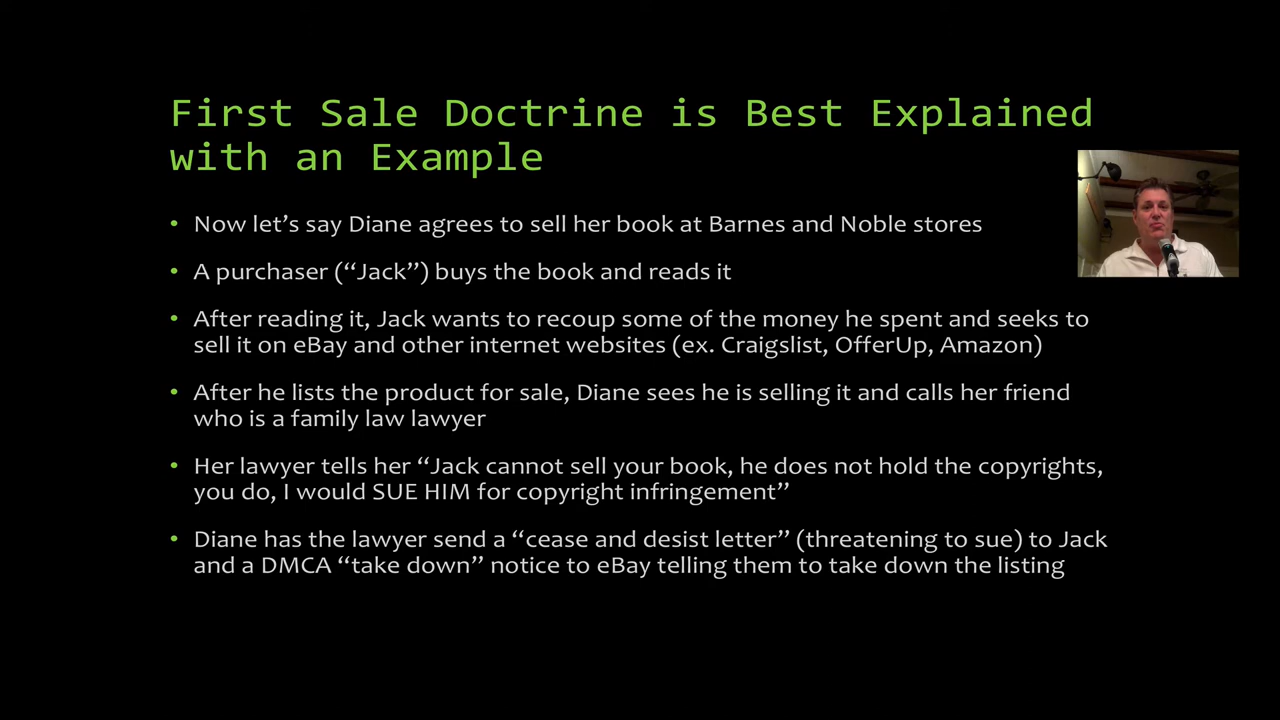 First Sale Doctrine is Best Explained
with an Example
• Now let’s say Diane agrees to sell her book at Barnes and Noble stores
• A purchaser (“Jack”) buys the book and reads it
• After reading it, Jack wants to recoup some of the money he spent and seeks to
sell it on eBay and other internet websites (ex. Craigslist, OfferUp, Amazon)
• After he lists the product for sale, Diane sees he is selling it and calls her friend
who is a family law lawyer
• Her lawyer tells her “Jack cannot sell your book, he does not hold the copyrights,
you do, I would SUE HIM for copyright infringement”
• Diane has the lawyer send a “cease and desist letter” (threatening to sue) to Jack
and a DMCA “take down” notice to eBay telling them to take down the listing